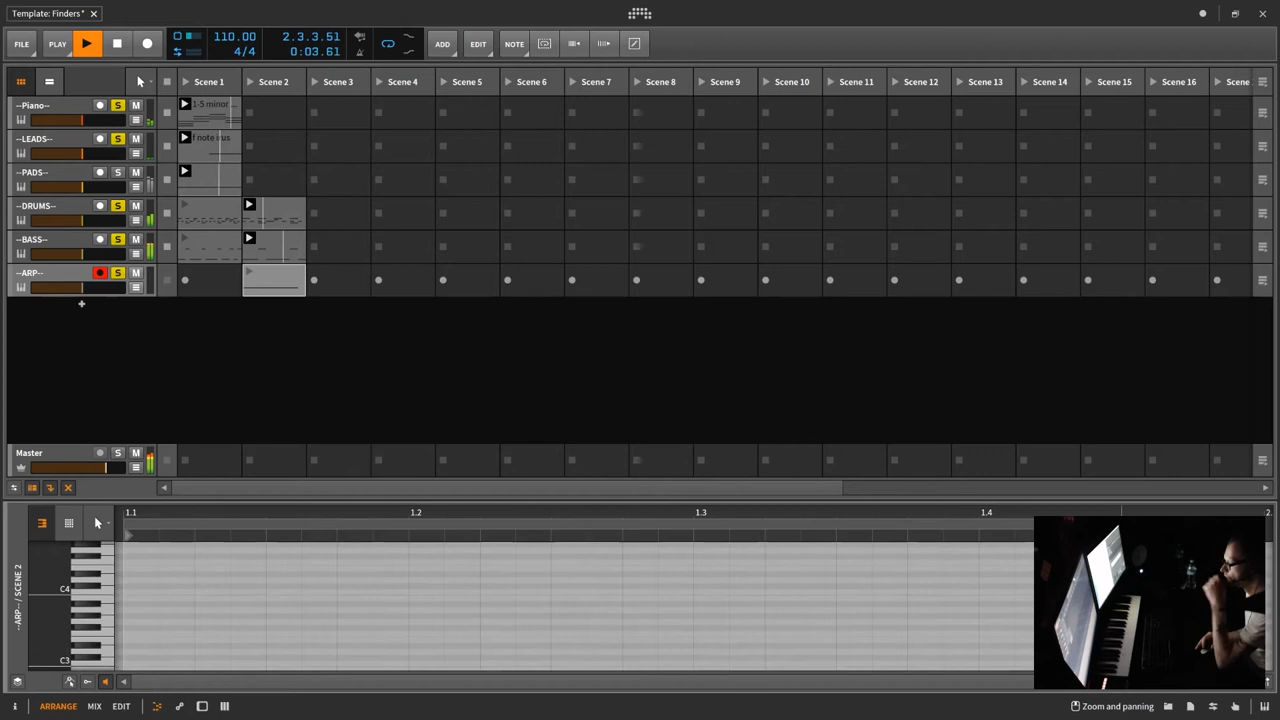 Template: Finders*
FILE PLAY 110.00 2.3.3.51 ADD EDIT NOTE
4/4 0:03.61
Scene 1 Scene 2 Scene 3 Scene 4 Scene 5 Scene 6 Scene 7 Scene 8 Scene 9 Scene 10 Scene 11 Scene 12 Scene 13 Scene 14 Scene 15 Scene 16 Scene
--Piano-- S M 1-5 minor
--LEADS-- S M
--PADS-- S M
--DRUMS-- S M
--BASS-- S M
--ARP-- S M
Master S M
1.1 1.2 1.3 1.4 2.
C4
C3
--ARP-- / SCENE 2
i ARRANGE MIX EDIT Zoom and panning